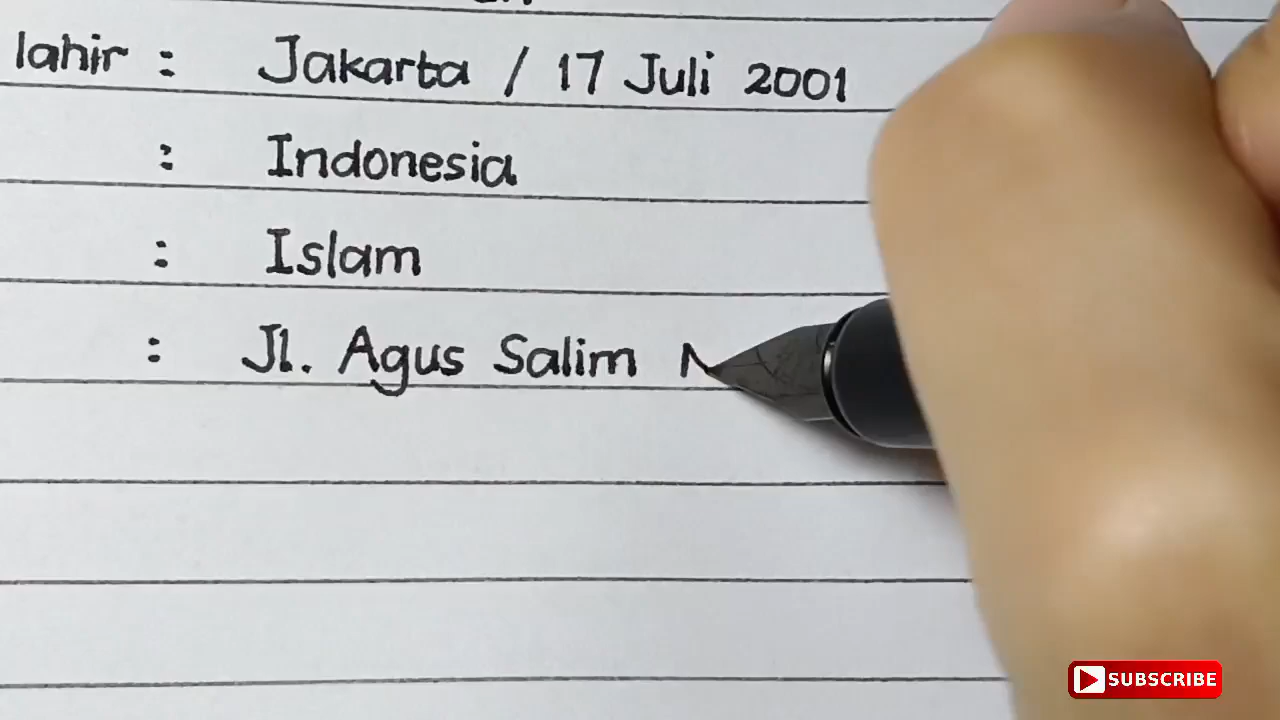 lahir : Jakarta / 17 Juli 2001
: Indonesia
: Islam
: Jl. Agus Salim N
SUBSCRIBE